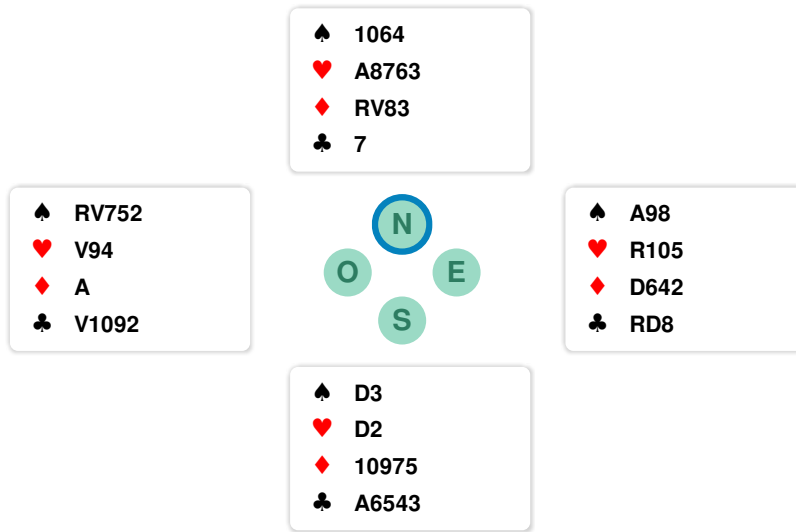 ♠ 1064
♥ A8763
♦ RV83
♣ 7
♠ RV752
♥ V94
♦ A
♣ V1092
N
O
E
S
♠ A98
♥ R105
♦ D642
♣ RD8
♠ D3
♥ D2
♦ 10975
♣ A6543